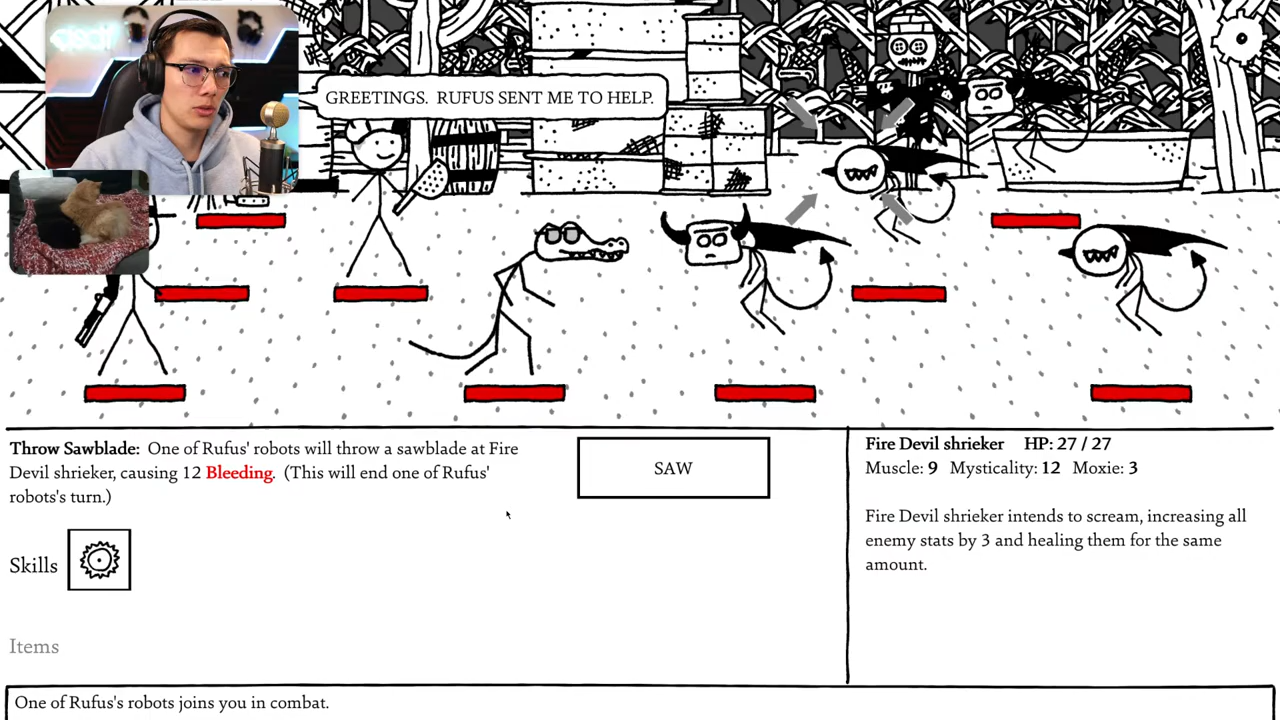 GREETINGS. RUFUS SENT ME TO HELP.
Throw Sawblade: One of Rufus' robots will throw a sawblade at Fire
Devil shrieker, causing 12 Bleeding. (This will end one of Rufus'
robots's turn.)
SAW
Skills
Items
Fire Devil shrieker HP: 27 / 27
Muscle: 9 Mysticality: 12 Moxie: 3
Fire Devil shrieker intends to scream, increasing all
enemy stats by 3 and healing them for the same
amount.
One of Rufus's robots joins you in combat.